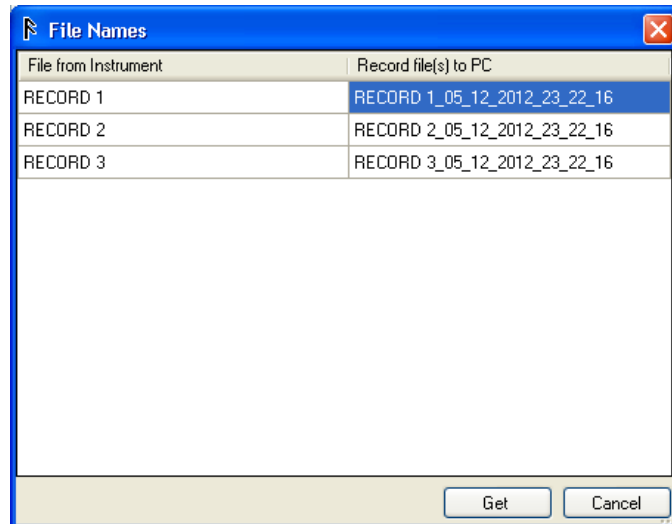 File Names
File from Instrument Record file(s) to PC
RECORD 1 RECORD 1_05_12_2012_23_22_16
RECORD 2 RECORD 2_05_12_2012_23_22_16
RECORD 3 RECORD 3_05_12_2012_23_22_16
Get Cancel